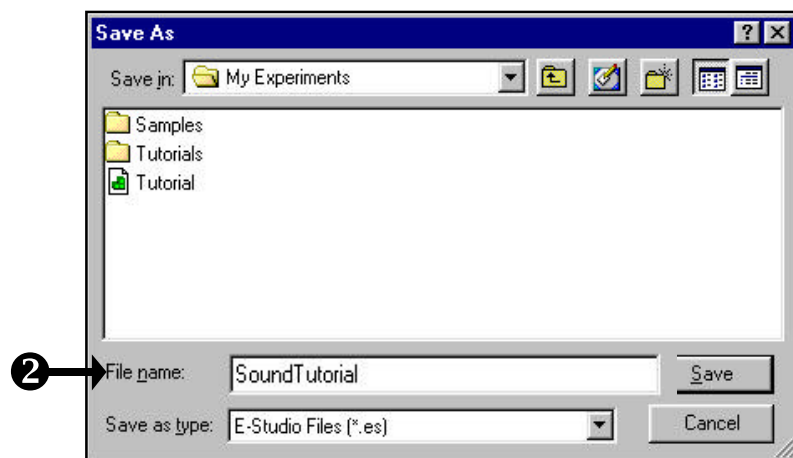 Save As
Save in: My Experiments
Samples
Tutorials
Tutorial
2 File name: SoundTutorial Save
Save as type: E-Studio Files (*.es) Cancel